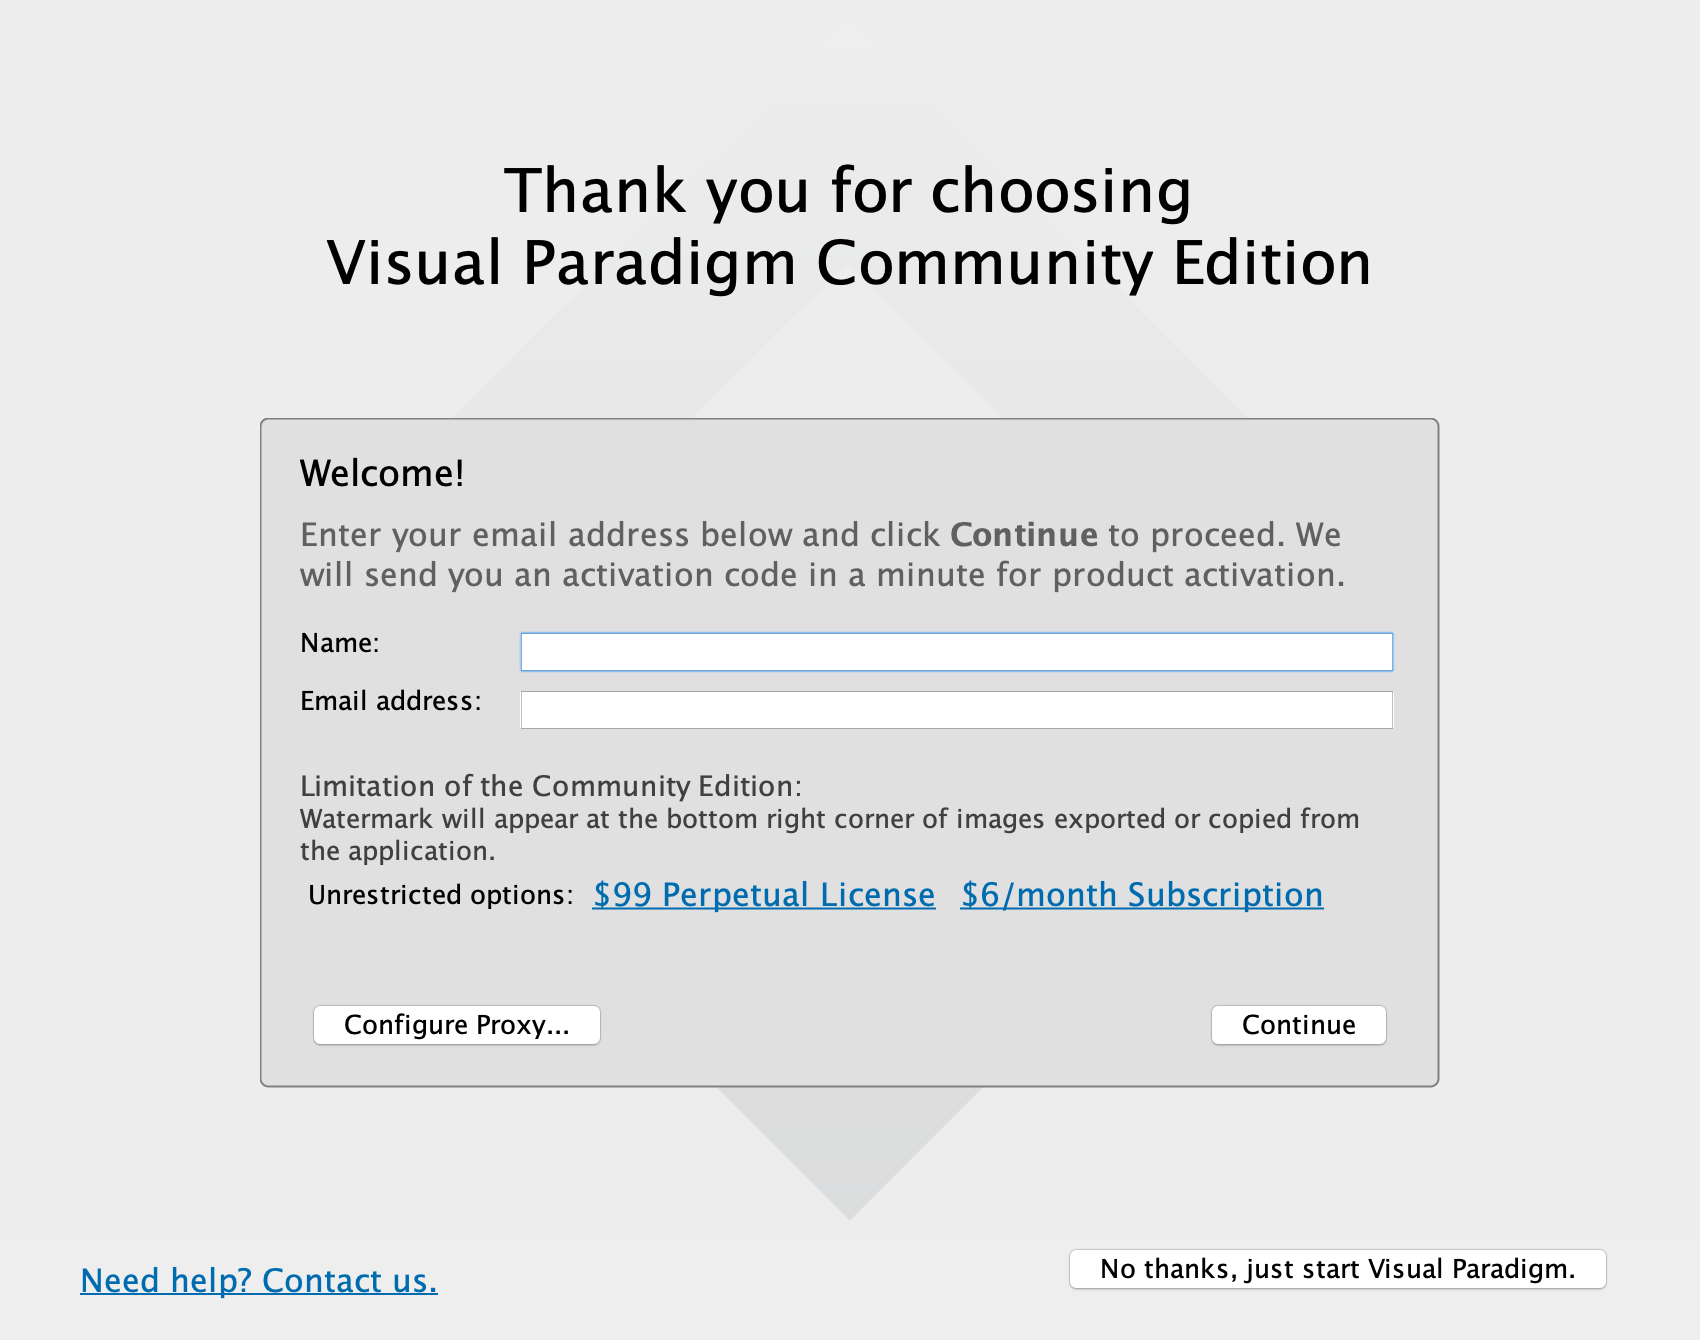 Thank you for choosing
Visual Paradigm Community Edition
Welcome!
Enter your email address below and click Continue to proceed. We
will send you an activation code in a minute for product activation.
Name:
Email address:
Limitation of the Community Edition:
Watermark will appear at the bottom right corner of images exported or copied from
the application.
Unrestricted options: $99 Perpetual License $6/month Subscription
Configure Proxy... Continue
Need help? Contact us. No thanks, just start Visual Paradigm.